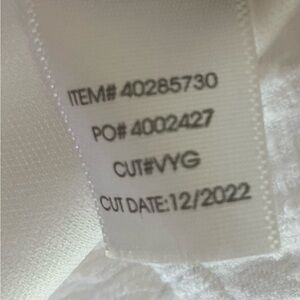 ITEM# 40285730
PO# 4002427
CUT#VYG
CUT DATE:12/2022